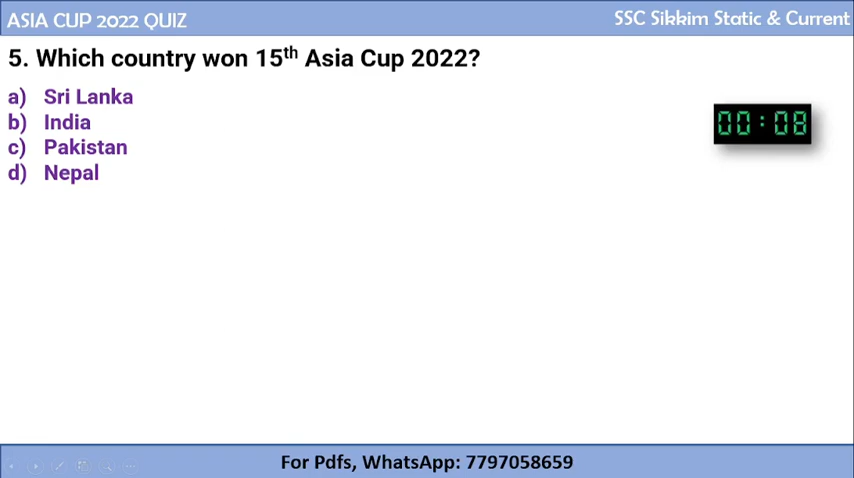 ASIA CUP 2022 QUIZ
SSC Sikkim Static & Current
5. Which country won 15th Asia Cup 2022?
a) Sri Lanka
b) India
c) Pakistan
d) Nepal
00:08
For Pdfs, WhatsApp: 7797058659